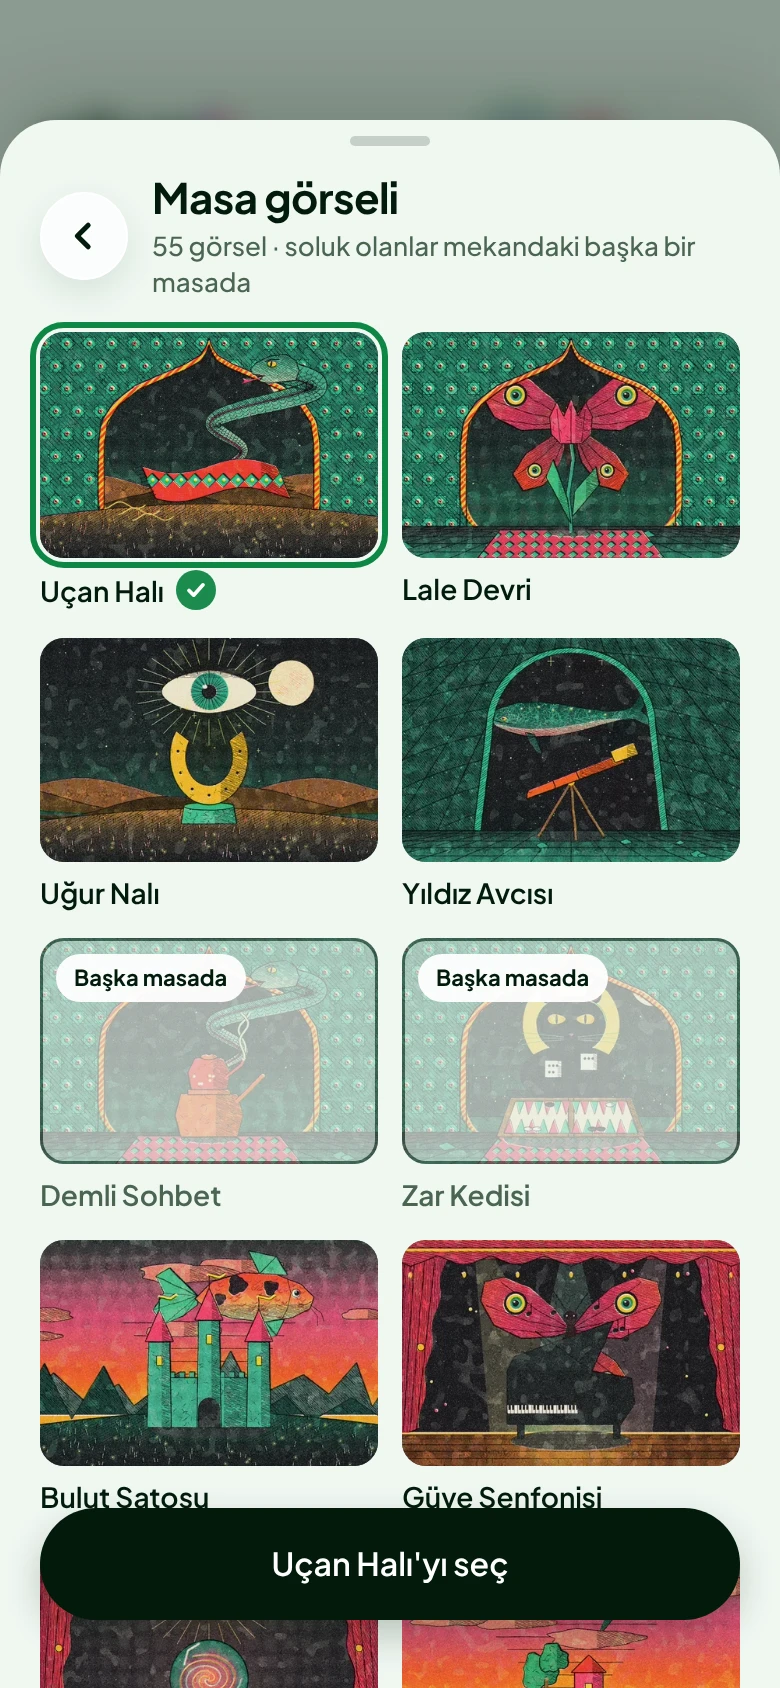 Masa görseli
55 görsel · soluk olanlar mekandaki başka bir
masada
Uçan Halı
Lale Devri
Uğur Nalı
Yıldız Avcısı
Başka masada
Başka masada
Demli Sohbet
Zar Kedisi
Bulut Şatosu
Güve Senfonisi
Uçan Halı'yı seç